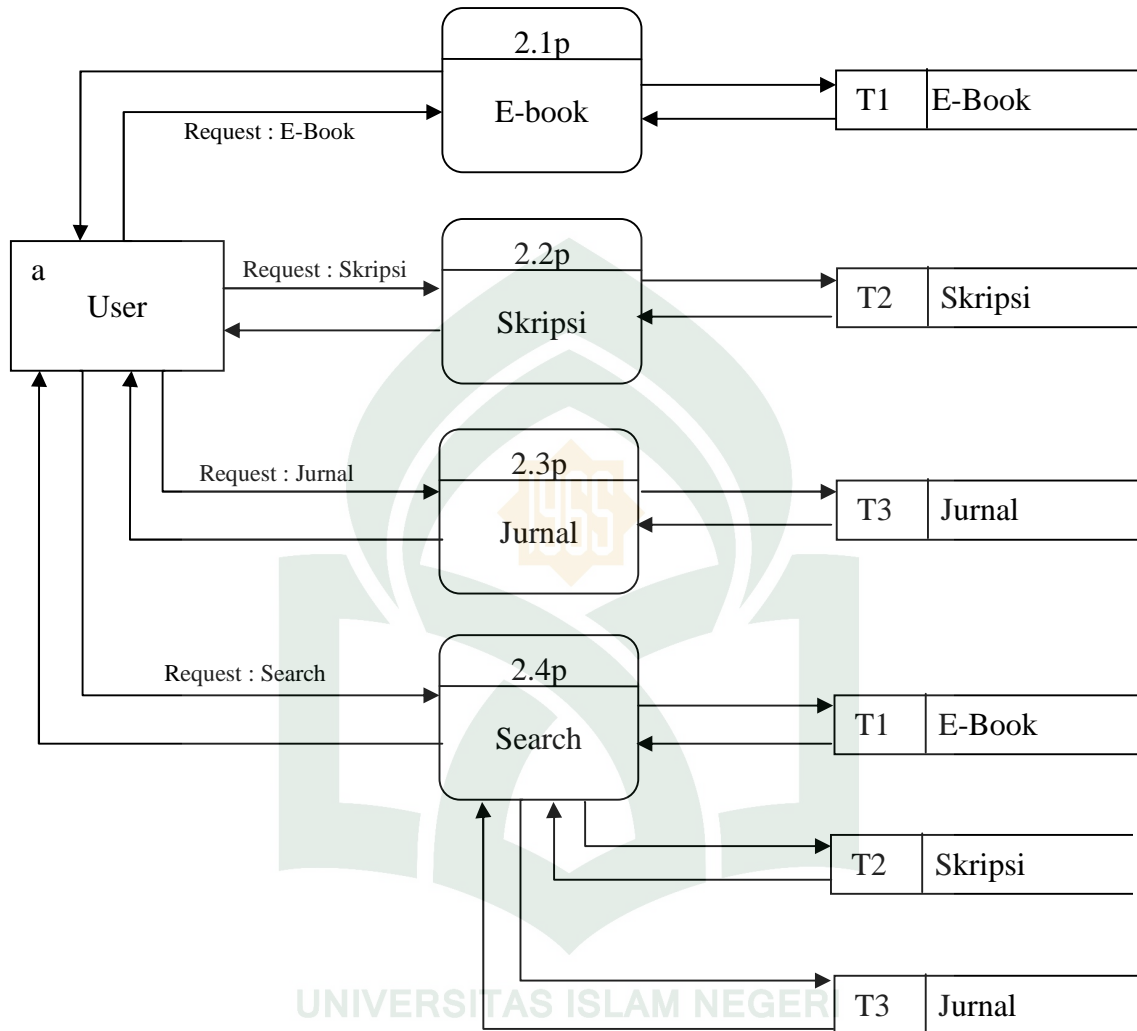 2.1p
E-book
T1 E-Book
Request : E-Book
a
User
Request : Skripsi
2.2p
Skripsi
T2 Skripsi
Request : Jurnal
2.3p
Jurnal
1965
T3 Jurnal
Request : Search
2.4p
Search
T1 E-Book
T2 Skripsi
T3 Jurnal
UNIVERSITAS ISLAM NEGERI